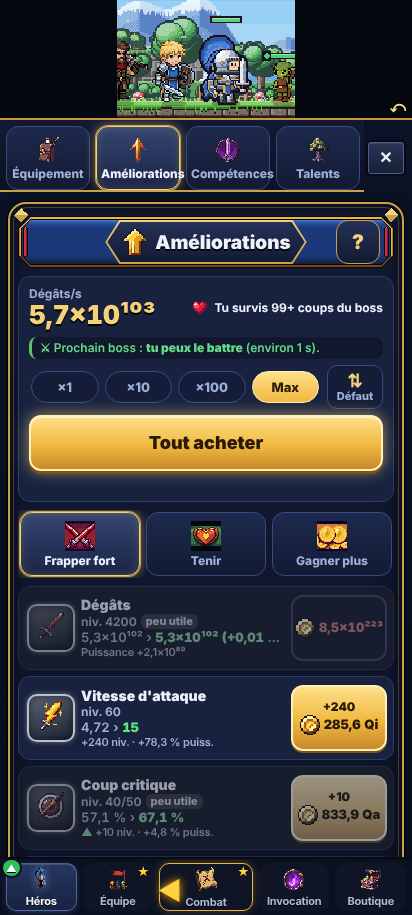 Équipement
Améliorations
Compétences
Talents
×
Améliorations
?
Dégâts/s
5,7×10¹⁰³
Tu survis 99+ coups du boss
Prochain boss : tu peux le battre (environ 1 s).
×1
×10
×100
Max
⇅
Défaut
Tout acheter
Frapper fort
Tenir
Gagner plus
Dégâts
niv. 4200 peu utile
5,3×10¹⁰² › 5,3×10¹⁰² (+0,01 ...
Puissance +2,1×10⁸⁹
8,5×10²²³
Vitesse d'attaque
niv. 60
4,72 › 15
+240 niv. · +78,3 % puiss.
+240
285,6 Qi
Coup critique
niv. 40/50 peu utile
57,1 % › 67,1 %
▲ +10 niv. · +4,8 % puiss.
+10
833,9 Qa
Héros
Équipe
Combat
Invocation
Boutique